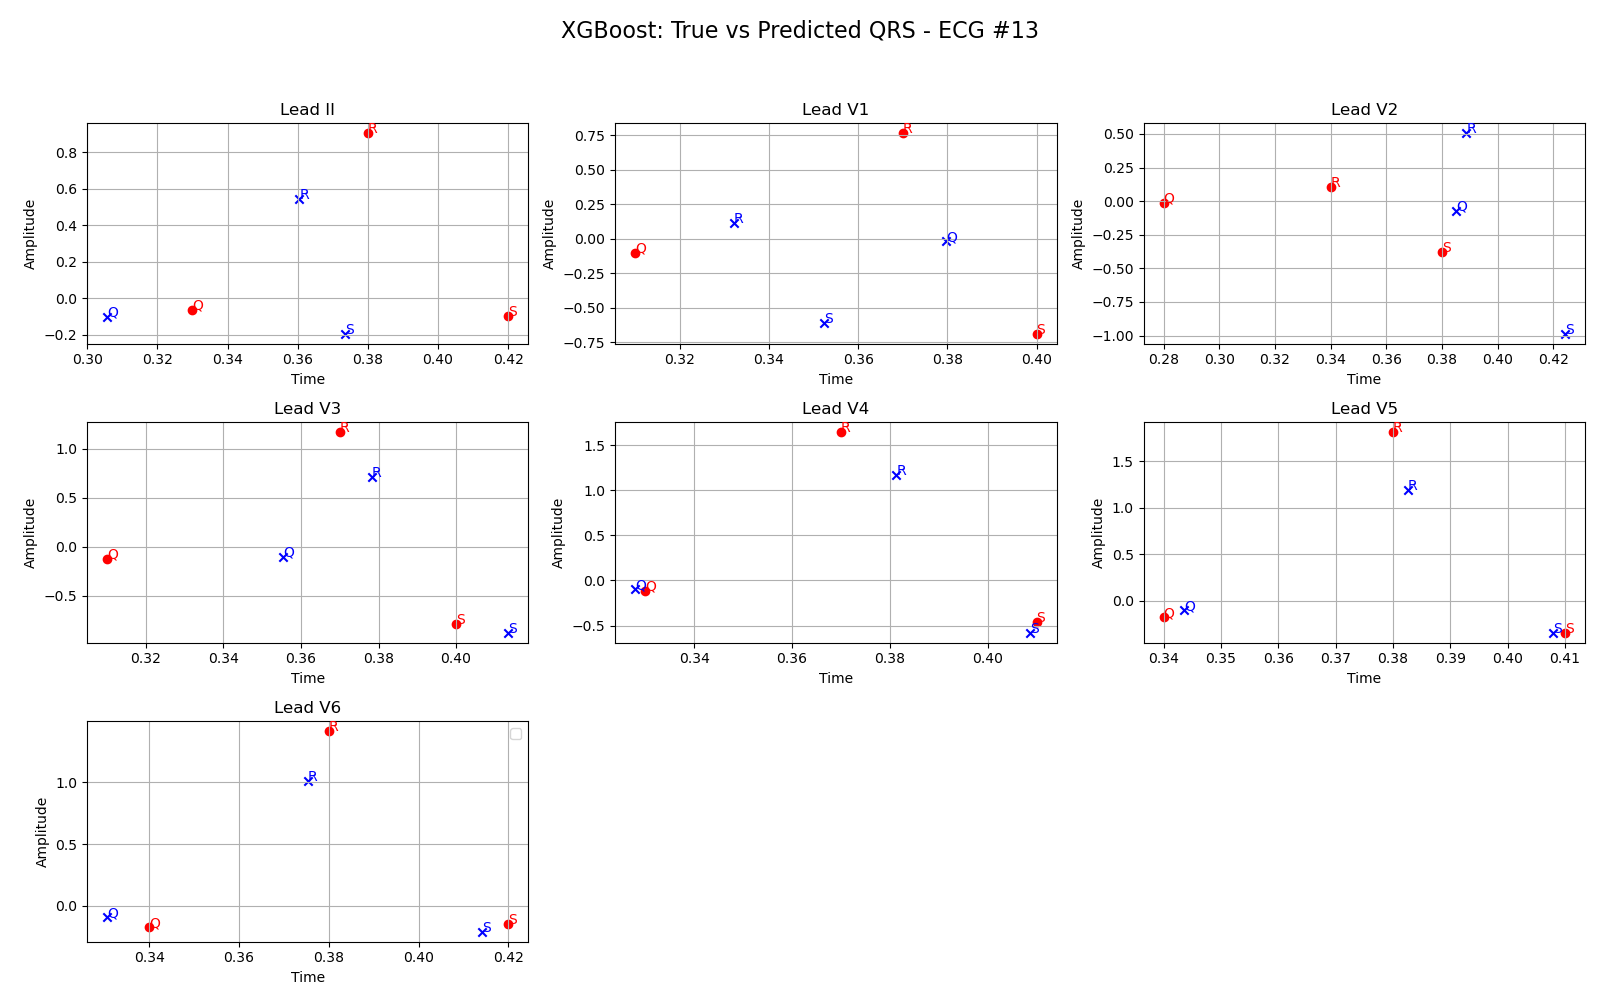 XGBoost: True vs Predicted QRS - ECG #13
Lead II
Amplitude
0.8
0.6
0.4
0.2
0.0
−0.2
R
R
Q
Q
S
S
0.30 0.32 0.34 0.36 0.38 0.40 0.42
Time
Lead V1
Amplitude
0.75
0.50
0.25
0.00
−0.25
−0.50
−0.75
R
R
Q
Q
S
S
0.32 0.34 0.36 0.38 0.40
Time
Lead V2
Amplitude
0.50
0.25
0.00
−0.25
−0.50
−0.75
−1.00
R
R
Q
Q
S
S
0.28 0.30 0.32 0.34 0.36 0.38 0.40 0.42
Time
Lead V3
Amplitude
1.0
0.5
0.0
−0.5
R
R
Q
Q
S
S
0.32 0.34 0.36 0.38 0.40
Time
Lead V4
Amplitude
1.5
1.0
0.5
0.0
−0.5
R
R
Q
Q
S
S
0.34 0.36 0.38 0.40
Time
Lead V5
Amplitude
1.5
1.0
0.5
0.0
R
R
Q
Q
S
S
0.34 0.35 0.36 0.37 0.38 0.39 0.40 0.41
Time
Lead V6
Amplitude
1.0
0.5
0.0
R
R
Q
Q
S
S
0.34 0.36 0.38 0.40 0.42
Time